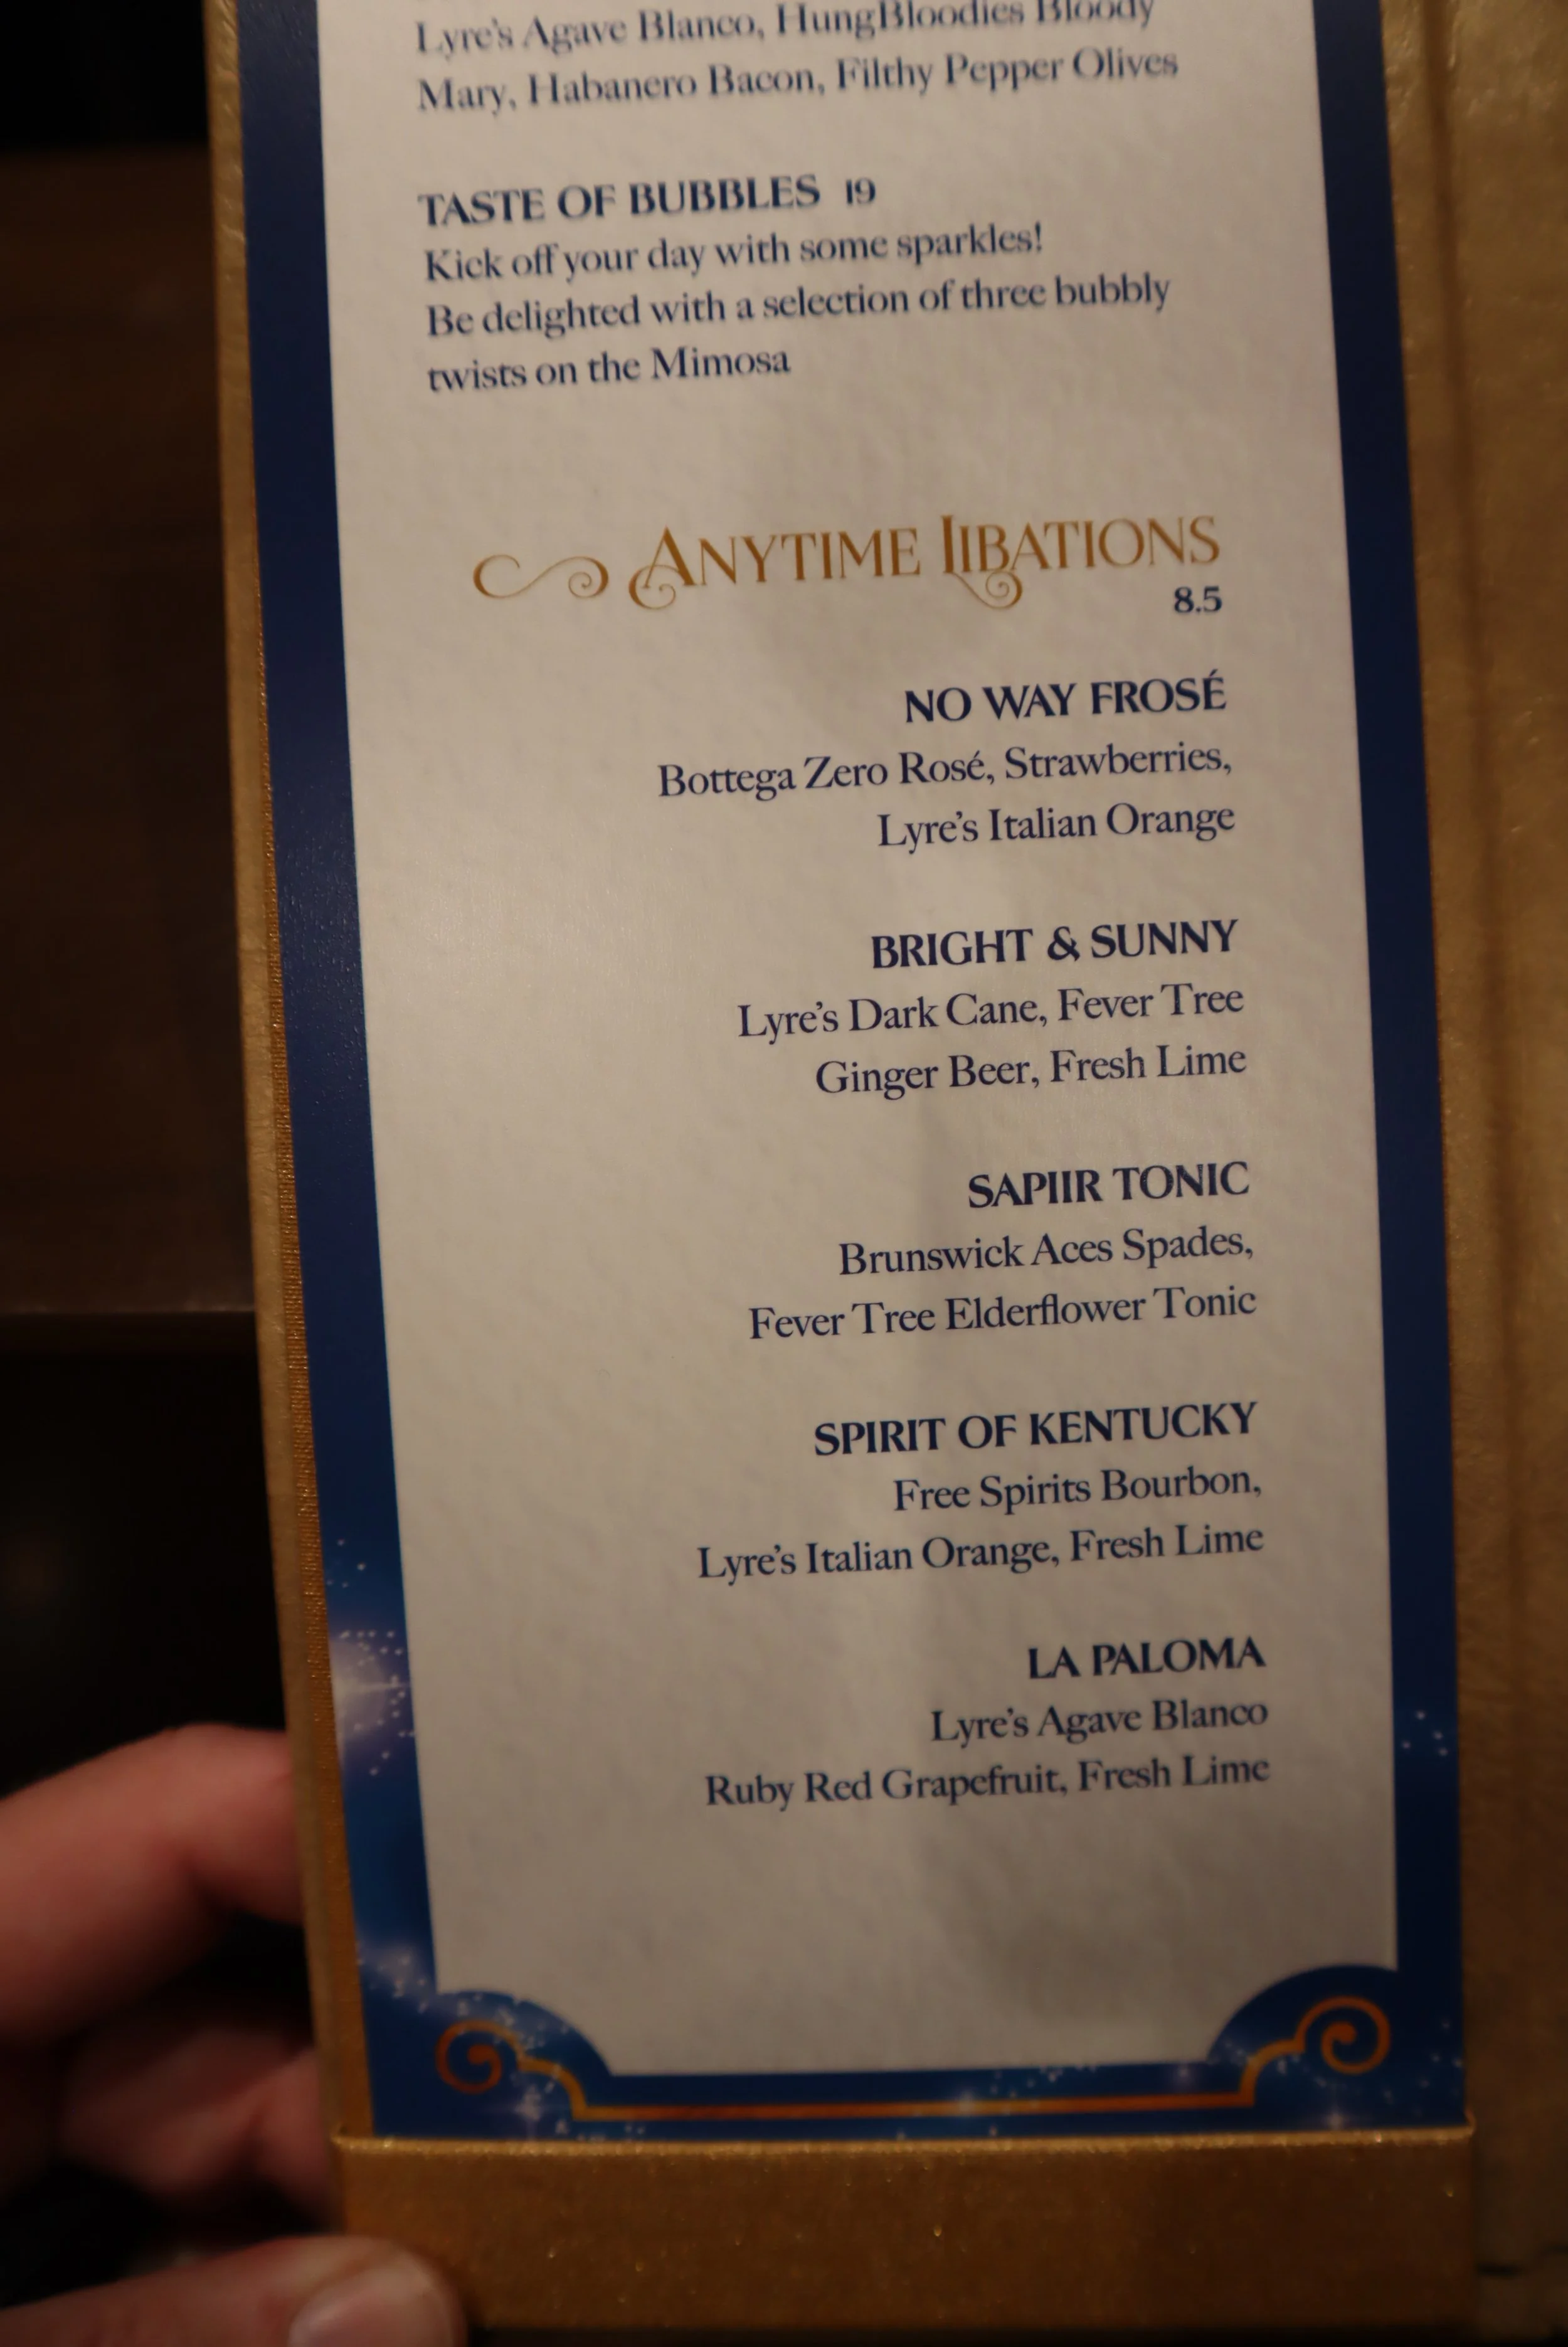 Lyre's Agave Blanco, HungBloodies Bloody
Mary, Habanero Bacon, Filthy Pepper Olives
TASTE OF BUBBLES 19
Kick off your day with some sparkles!
Be delighted with a selection of three bubbly
twists on the Mimosa
ANYTIME LIBATIONS
8.5
NO WAY FROSÉ
Bottega Zero Rosé, Strawberries,
Lyre's Italian Orange
BRIGHT & SUNNY
Lyre's Dark Cane, Fever Tree
Ginger Beer, Fresh Lime
SAPIIR TONIC
Brunswick Aces Spades,
Fever Tree Elderflower Tonic
SPIRIT OF KENTUCKY
Free Spirits Bourbon,
Lyre's Italian Orange, Fresh Lime
LA PALOMA
Lyre's Agave Blanco
Ruby Red Grapefruit, Fresh Lime